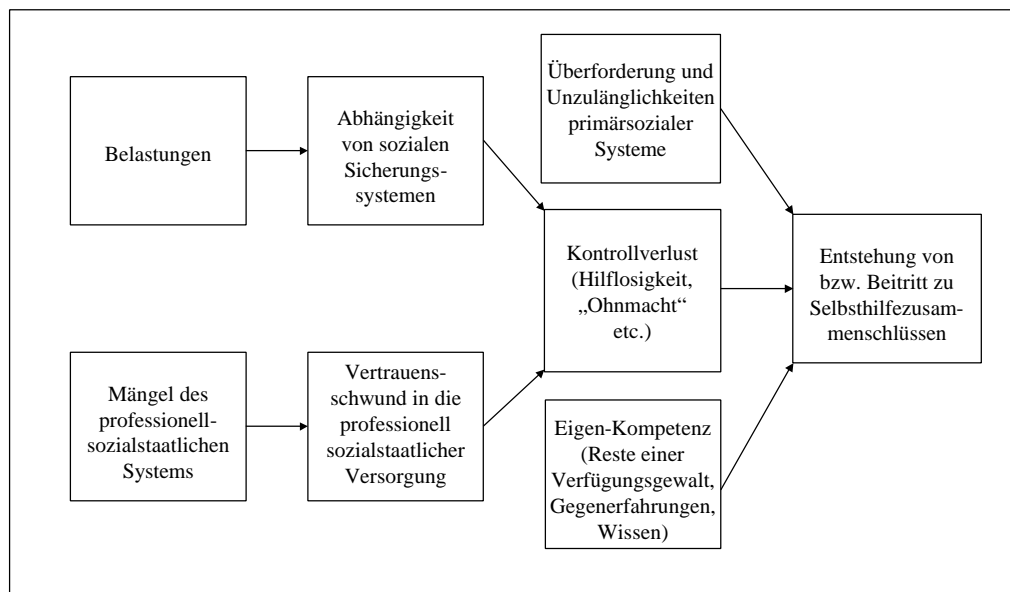 Belastungen
Abhängigkeit
von sozialen
Sicherungs-
systemen
Überforderung und
Unzulänglichkeiten
primärsozialer
Systeme
Kontrollverlust
(Hilflosigkeit,
„Ohnmacht“
etc.)
Entstehung von
bzw. Beitritt zu
Selbsthilfezusam-
menschlüssen
Mängel des
professionell-
sozialstaatlichen
Systems
Vertrauens-
schwund in die
professionell
sozialstaatlicher
Versorgung
Eigen-Kompetenz
(Reste einer
Verfügungsgewalt,
Gegenerfahrungen,
Wissen)